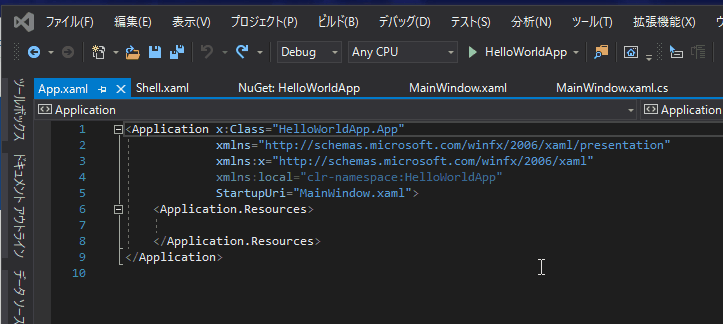 ファイル(F) 編集(E) 表示(V) プロジェクト(P) ビルド(B) デバッグ(D) テスト(S) 分析(N) ツール(T) 拡張機能(X)
Debug Any CPU HelloWorldApp
App.xaml Shell.xaml NuGet: HelloWorldApp MainWindow.xaml MainWindow.xaml.cs
Application Application
1 <Application x:Class="HelloWorldApp.App"
2 xmlns="http://schemas.microsoft.com/winfx/2006/xaml/presentation"
3 xmlns:x="http://schemas.microsoft.com/winfx/2006/xaml"
4 xmlns:local="clr-namespace:HelloWorldApp"
5 StartupUri="MainWindow.xaml">
6 <Application.Resources>
7
8 </Application.Resources>
9 </Application>
10
ツールボックス
ドキュメント アウトライン
データ ソース